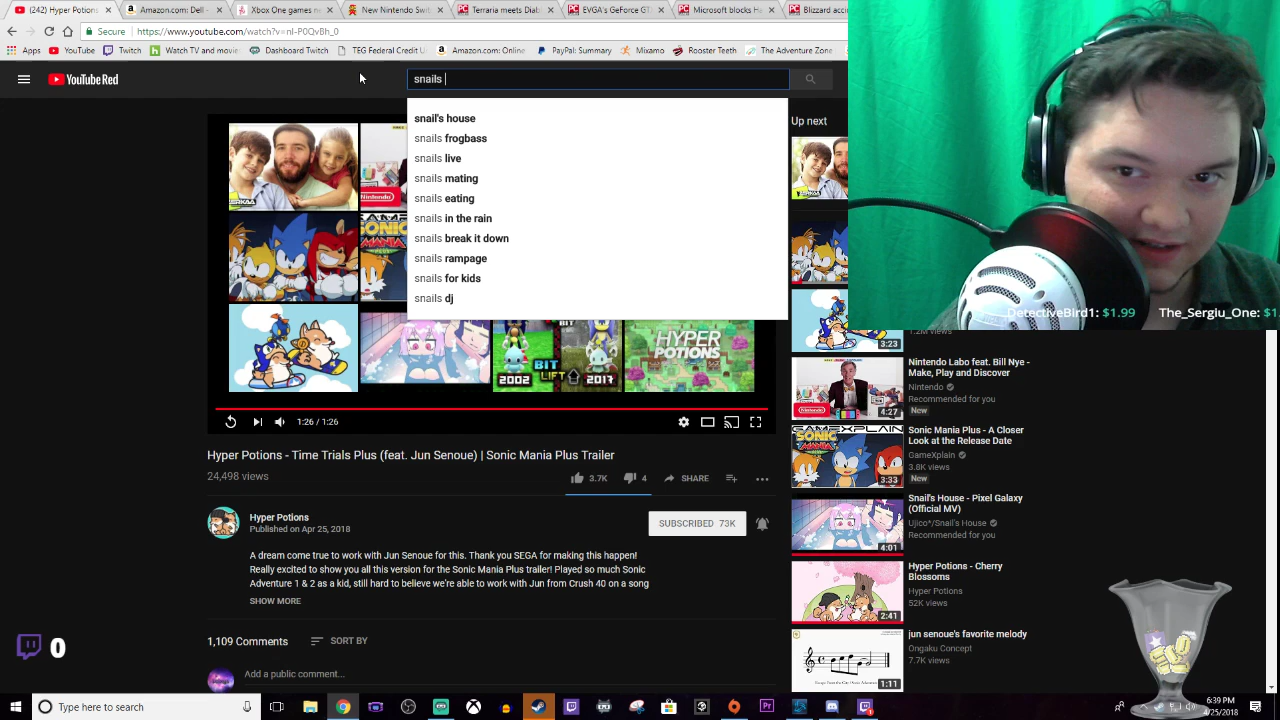 (242) Hyper Potions
Amazon.com: Deli
Xbox One games n
New Nintendo Swit
Terraria meets Diab
EVGA's GeForce GT
Blizzard anno
Secure
https://www.youtube.com/watch?v=nl-P0QvBh_0
Apps
YouTube
Twitch
Watch TV and movie
TEG Federal Credit U
Amazon.com: Online
PayPal: Summary
Mixamo
Rooster Teeth
YouTube Red
snails
snail's house
snails frogbass
snails live
snails mating
snails eating
snails in the rain
snails break it down
snails rampage
snails for kids
snails dj
Up next
DetectiveBird1: $1.99
The_Sergiu_One: $1.
3:23
Nintendo Labo feat. Bill Nye -
Make, Play and Discover
Nintendo
Recommended for you
New
4:27
Sonic Mania Plus - A Closer
Look at the Release Date
GameXplain
3.8K views
New
3:33
Snail's House - Pixel Galaxy
(Official MV)
Ujico*/Snail's House
Recommended for you
4:01
Hyper Potions - Cherry
Blossoms
Hyper Potions
52K views
2:41
jun senoue's favorite melody
Ongaku Concept
7.7K views
1:11
2002
BIT
LIFT
2017
HYPER
POTIONS
1:26 / 1:26
Hyper Potions - Time Trials Plus (feat. Jun Senoue) | Sonic Mania Plus Trailer
24,498 views
3.7K
4
SHARE
Hyper Potions
Published on Apr 25, 2018
SUBSCRIBED 73K
A dream come true to work with Jun Senoue for this. Thank you SEGA for making this happen!
Really excited to show you all this version for the Sonic Mania Plus trailer! Played so much Sonic
Adventure 1 & 2 as a kid, still hard to believe we're able to work with Jun from Crush 40 on a song
SHOW MORE
1,109 Comments
SORT BY
Add a public comment...
0
Type here to search
6:39 PM
4/25/2018